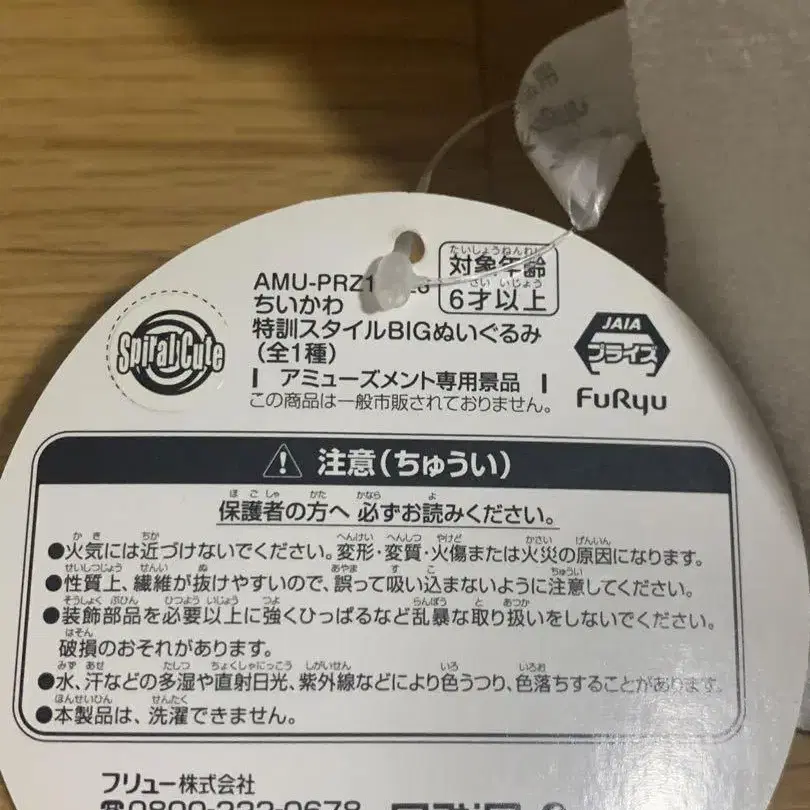 AMU-PRZ1
対象年齢
たいしょうねんれい
6才以上
さい いじょう
ちいかわ
特訓スタイルBIGぬいぐるみ
(全1種)
Spiral Cute
JAIA
プライズ
FuRyu
アミューズメント専用景品
この商品は一般市販されておりません。
注意(ちゅうい)
ほごしゃ かた かなら よ
保護者の方へ 必ずお読みください。
かき ちか へんけい へんしつ やけど かさい げんいん
●火気には近づけないでください。変形・変質・火傷または火災の原因になります。
せいしつじょう せんい ぬ あやま す こ ちゅうい
●性質上、繊維が抜けやすいので、誤って吸い込まないように注意してください。
そうしょく ぶひん ひつよう いじょう つよ らんぼう と あつか
●装飾部品を必要以上に強くひっぱるなど乱暴な取り扱いをしないでください。
はそん
破損のおそれがあります。
みず あせ たしつ ちょくしゃにっこう しがいせん いろ いろお
●水、汗などの多湿や直射日光、紫外線などにより色うつり、色落ちすることがあります。
ほんせいひん せんたく
●本製品は、洗濯できません。
フリュー株式会社